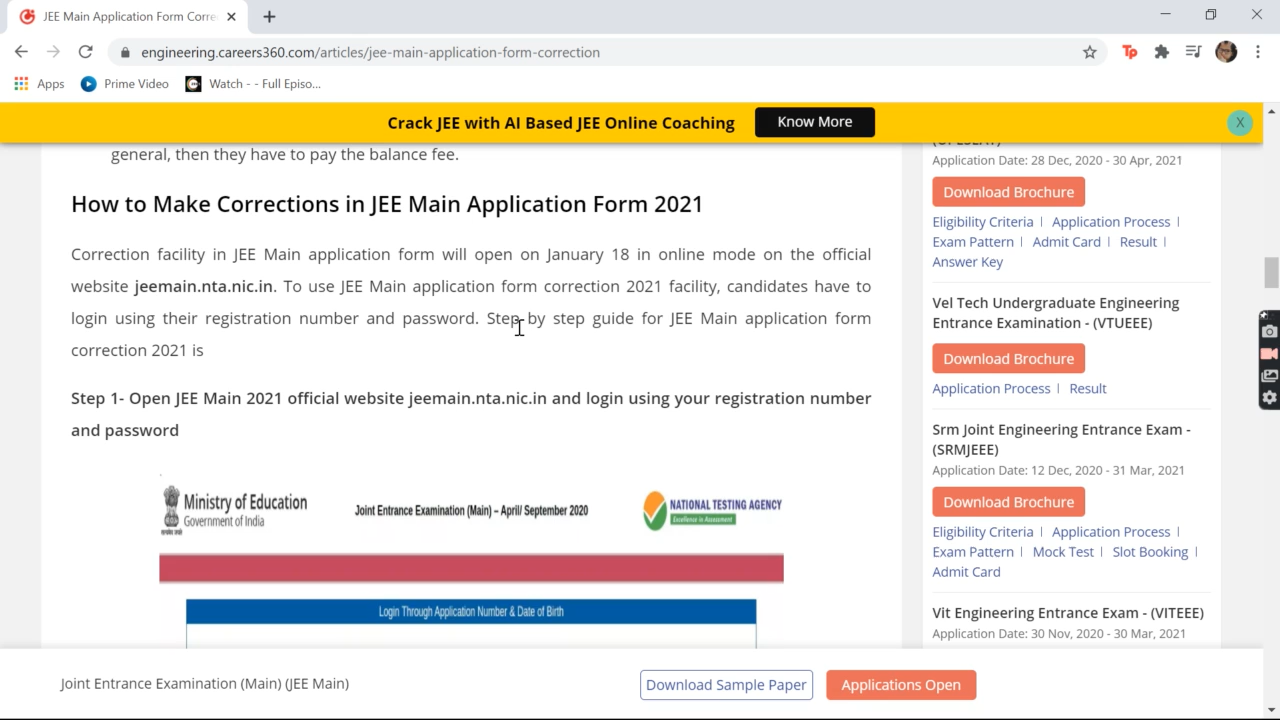 JEE Main Application Form Corre
engineering.careers360.com/articles/jee-main-application-form-correction
Tp
Apps
Prime Video
Watch - - Full Episo...
Crack JEE with AI Based JEE Online Coaching
Know More
X
general, then they have to pay the balance fee.
How to Make Corrections in JEE Main Application Form 2021
Correction facility in JEE Main application form will open on January 18 in online mode on the official
website jeemain.nta.nic.in. To use JEE Main application form correction 2021 facility, candidates have to
login using their registration number and password. Step by step guide for JEE Main application form
correction 2021 is
Step 1- Open JEE Main 2021 official website jeemain.nta.nic.in and login using your registration number
and password
Ministry of Education
Government of India
Joint Entrance Examination (Main) – April/ September 2020
NATIONAL TESTING AGENCY
Excellence in Assessment
Login Through Application Number & Date of Birth
Application Date: 28 Dec, 2020 - 30 Apr, 2021
Download Brochure
Eligibility Criteria | Application Process |
Exam Pattern | Admit Card | Result |
Answer Key
Vel Tech Undergraduate Engineering
Entrance Examination - (VTUEEE)
Download Brochure
Application Process | Result
Srm Joint Engineering Entrance Exam -
(SRMJEEE)
Application Date: 12 Dec, 2020 - 31 Mar, 2021
Download Brochure
Eligibility Criteria | Application Process |
Exam Pattern | Mock Test | Slot Booking |
Admit Card
Vit Engineering Entrance Exam - (VITEEE)
Application Date: 30 Nov, 2020 - 30 Mar, 2021
Joint Entrance Examination (Main) (JEE Main)
Download Sample Paper
Applications Open